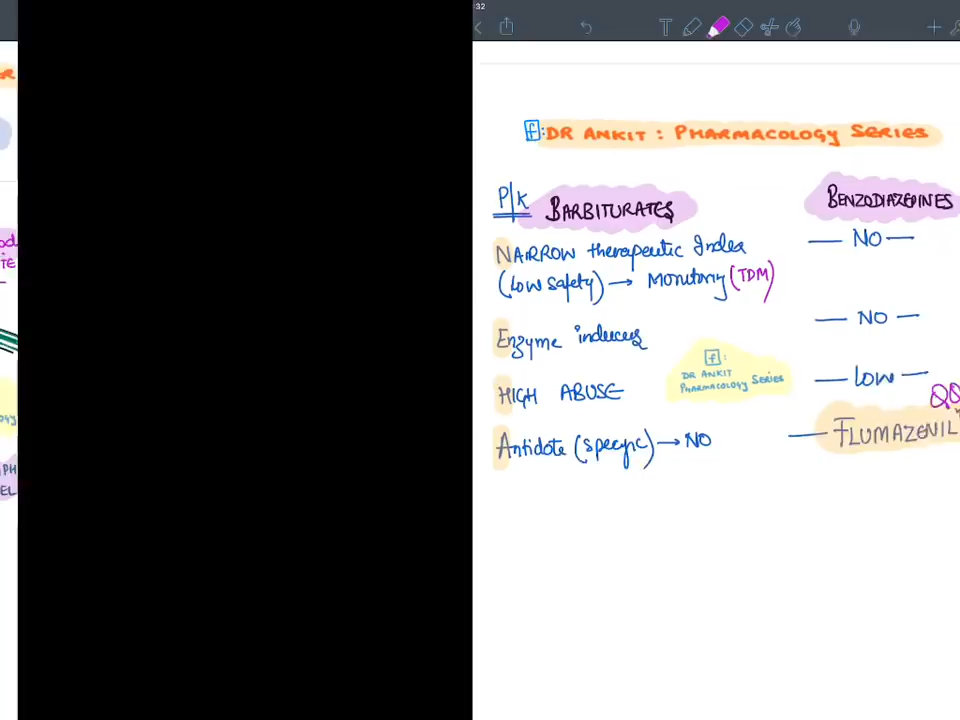 32
f:DR ANKIT : PHARMACOLOGY SERIES
P/K BARBITURATES
BENZODIAZEPINES
NARROW therapeutic Index
— NO —
(Low safety) → Monitoring (TDM)
Enzyme inducers
— NO —
f:
DR ANKIT
PHARMACOLOGY SERIES
HIGH ABUSE
— LOW —
Antidote (specific) → NO
— FLUMAZENIL